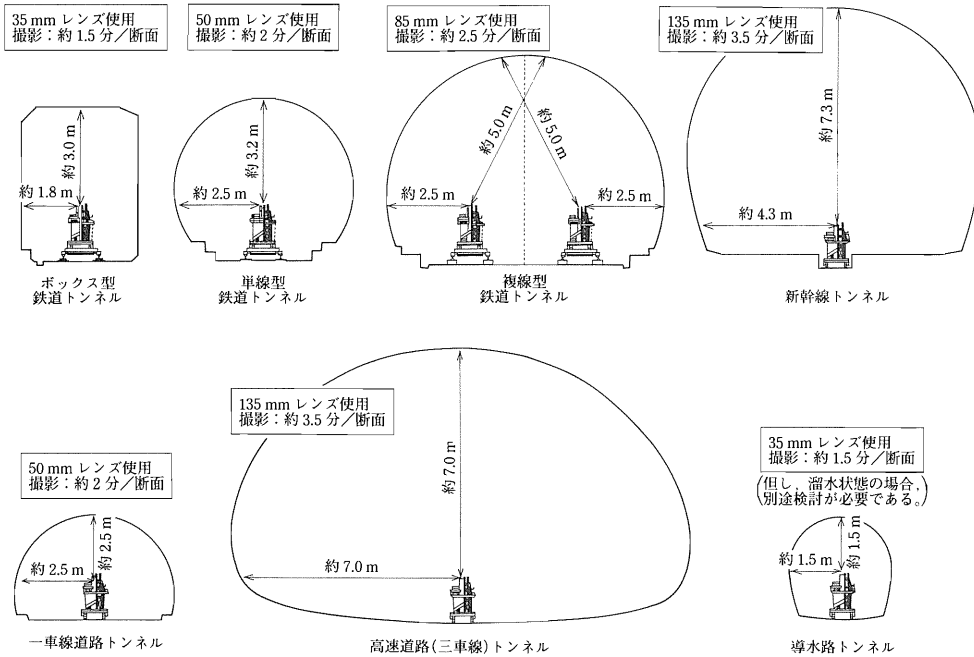 35 mm レンズ使用
撮影：約 1.5 分／断面
約 3.0 m
約 1.8 m
ボックス型
鉄道トンネル
50 mm レンズ使用
撮影：約 2 分／断面
約 3.2 m
約 2.5 m
単線型
鉄道トンネル
85 mm レンズ使用
撮影：約 2.5 分／断面
約 5.0 m
約 5.0 m
約 2.5 m
約 2.5 m
複線型
鉄道トンネル
135 mm レンズ使用
撮影：約 3.5 分／断面
約 7.3 m
約 4.3 m
新幹線トンネル
50 mm レンズ使用
撮影：約 2 分／断面
約 2.5 m
約 2.5 m
一車線道路トンネル
135 mm レンズ使用
撮影：約 3.5 分／断面
約 7.0 m
約 7.0 m
高速道路(三車線)トンネル
35 mm レンズ使用
撮影：約 1.5 分／断面
(但し，溜水状態の場合，
別途検討が必要である。)
約 1.5 m
約 1.5 m
導水路トンネル